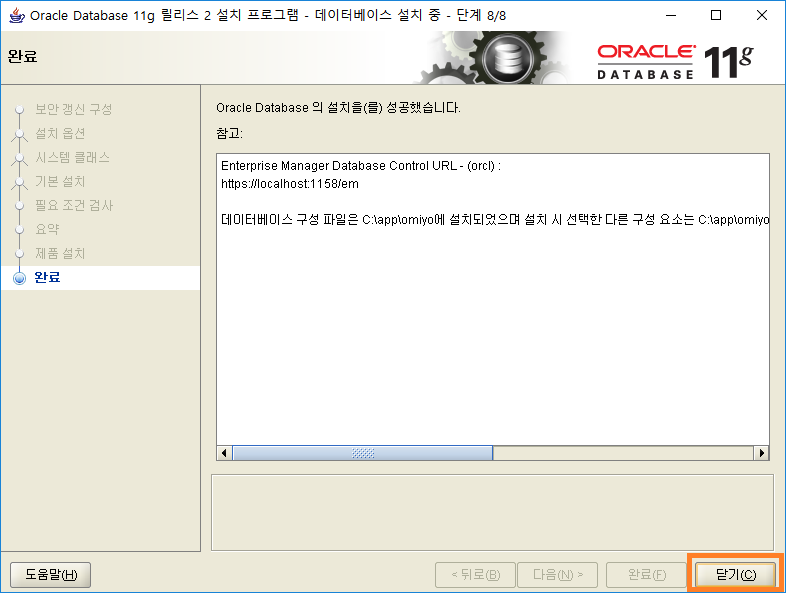 Oracle Database 11g 릴리스 2 설치 프로그램 - 데이터베이스 설치 중 - 단계 8/8
완료
ORACLE
DATABASE 11g
보안 갱신 구성
설치 옵션
시스템 클래스
기본 설치
필요 조건 검사
요약
제품 설치
완료
Oracle Database 의 설치을(를) 성공했습니다.
참고:
Enterprise Manager Database Control URL - (orcl) :
https://localhost:1158/em
데이터베이스 구성 파일은 C:\app\omiyo에 설치되었으며 설치 시 선택한 다른 구성 요소는 C:\app\omiyo
도움말(H)
< 뒤로(B)
다음(N) >
완료(F)
닫기(C)